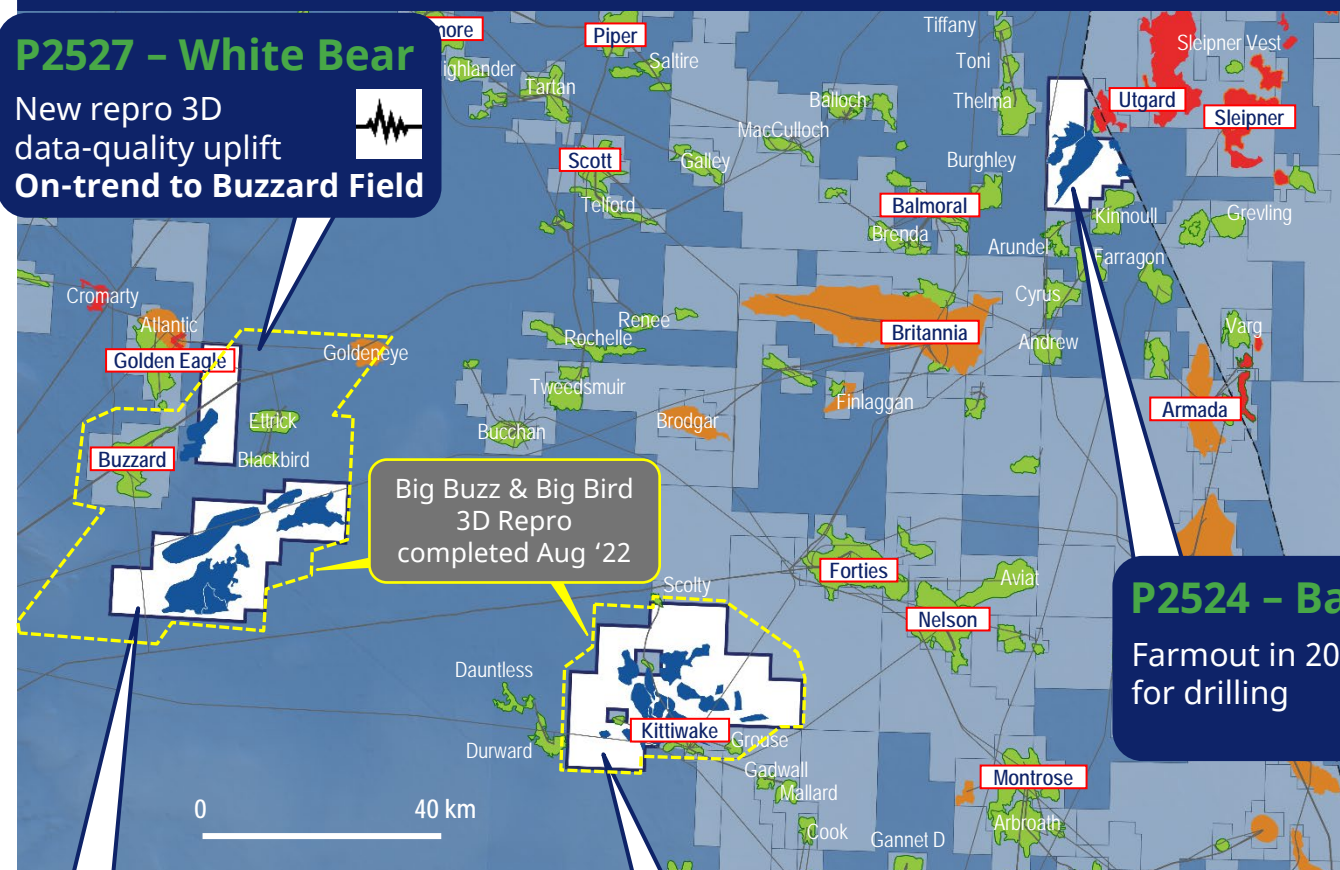 P2527 – White Bear
New repro 3D
data-quality uplift
On-trend to Buzzard Field
Piper
Saltire
Tartan
Tiffany
Toni
Thelma
Balloch
MacCulloch
Scott
Galley
Telford
Burghley
Balmoral
Brenda
Arundel
Sleipner Vest
Utgard
Sleipner
Kinnoull
Grevling
Farragon
Cyrus
Andrew
Varg
Armada
Cromarty
Atlantic
Golden Eagle
Goldeneye
Renee
Rochelle
Britannia
Tweedsmuir
Finlaggan
Brodgar
Bucchan
Ettrick
Blackbird
Buzzard
Big Buzz & Big Bird
3D Repro
completed Aug ‘22
Scolty
Forties
Aviat
Nelson
P2524 – Ba
Farmout in 20
for drilling
Dauntless
Durward
Kittiwake
Grouse
Gadwall
Mallard
Cook
Gannet D
Montrose
Arbroath
0 40 km